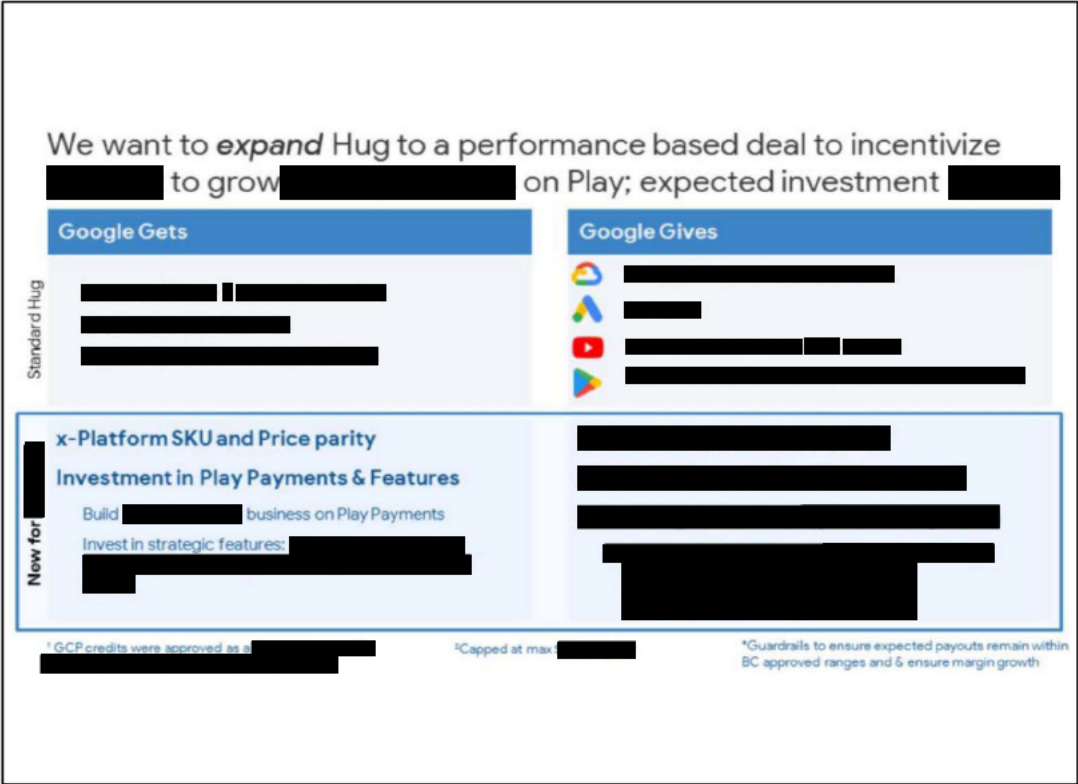 We want to expand Hug to a performance based deal to incentivize
to grow on Play; expected investment
Google Gets
Google Gives
Standard Hug
New for
x-Platform SKU and Price parity
Investment in Play Payments & Features
Build business on Play Payments
Invest in strategic features:
¹ GCP credits were approved as a
²Capped at max
*Guardrails to ensure expected payouts remain within
BC approved ranges and & ensure margin growth